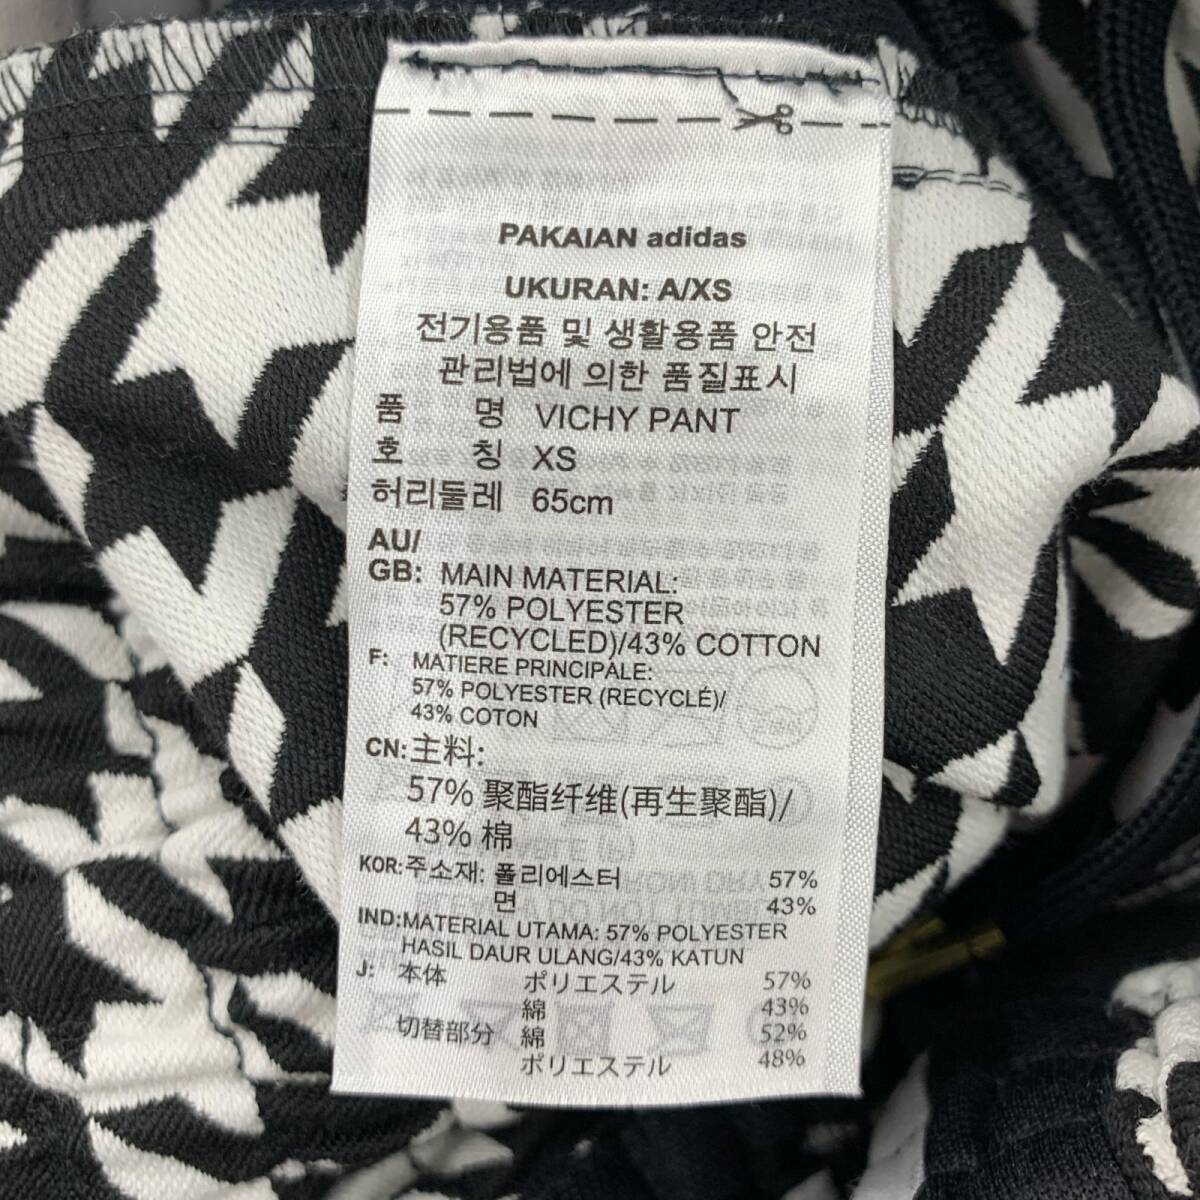 PAKAIAN adidas
UKURAN: A/XS
전기용품 및 생활용품 안전
관리법에 의한 품질표시
품 명 VICHY PANT
호 칭 XS
허리둘레 65cm
AU/
GB: MAIN MATERIAL:
57% POLYESTER
(RECYCLED)/43% COTTON
F: MATIERE PRINCIPALE:
57% POLYESTER (RECYCLÉ)/
43% COTON
CN: 主料:
57% 聚酯纤维(再生聚酯)/
43% 棉
KOR: 주소재: 폴리에스터 57%
면 43%
IND: MATERIAL UTAMA: 57% POLYESTER
HASIL DAUR ULANG/43% KATUN
J: 本体 ポリエステル 57%
綿 43%
切替部分 綿 52%
ポリエステル 48%